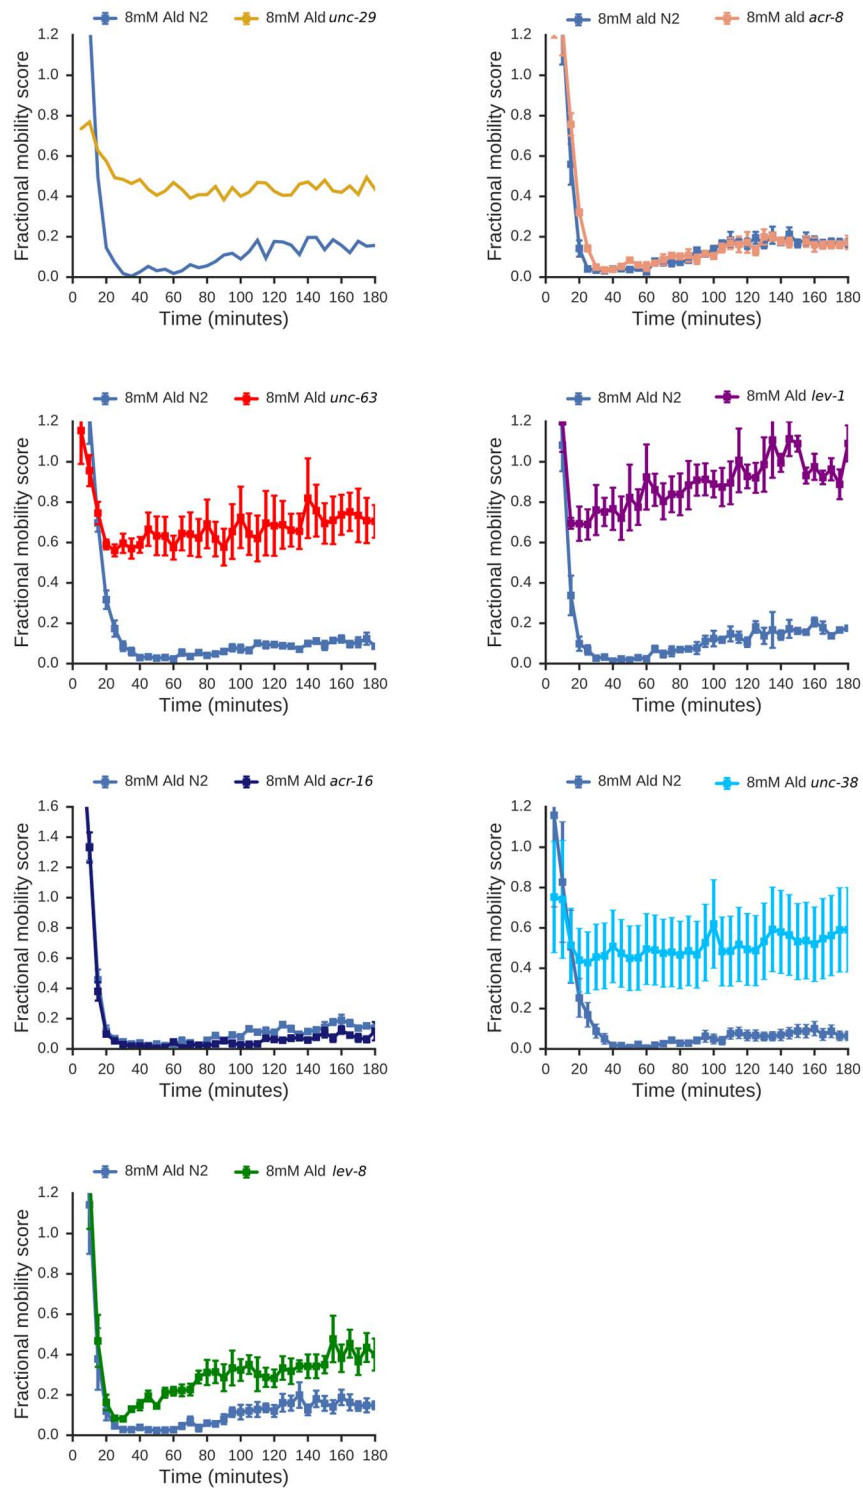 8mM Ald N2 8mM Ald unc-29
Fractional mobility score
1.2
1.0
0.8
0.6
0.4
0.2
0.0
0 20 40 60 80 100 120 140 160 180
Time (minutes)
8mM ald N2 8mM ald acr-8
Fractional mobility score
1.2
1.0
0.8
0.6
0.4
0.2
0.0
0 20 40 60 80 100 120 140 160 180
Time (minutes)
8mM Ald N2 8mM Ald unc-63
Fractional mobility score
1.2
1.0
0.8
0.6
0.4
0.2
0.0
0 20 40 60 80 100 120 140 160 180
Time (minutes)
8mM Ald N2 8mM Ald lev-1
Fractional mobility score
1.2
1.0
0.8
0.6
0.4
0.2
0.0
0 20 40 60 80 100 120 140 160 180
Time (minutes)
8mM Ald N2 8mM Ald acr-16
Fractional mobility score
1.6
1.4
1.2
1.0
0.8
0.6
0.4
0.2
0.0
0 20 40 60 80 100 120 140 160 180
Time (minutes)
8mM Ald N2 8mM Ald unc-38
Fractional mobility score
1.2
1.0
0.8
0.6
0.4
0.2
0.0
0 20 40 60 80 100 120 140 160 180
Time (minutes)
8mM Ald N2 8mM Ald lev-8
Fractional mobility score
1.2
1.0
0.8
0.6
0.4
0.2
0.0
0 20 40 60 80 100 120 140 160 180
Time (minutes)